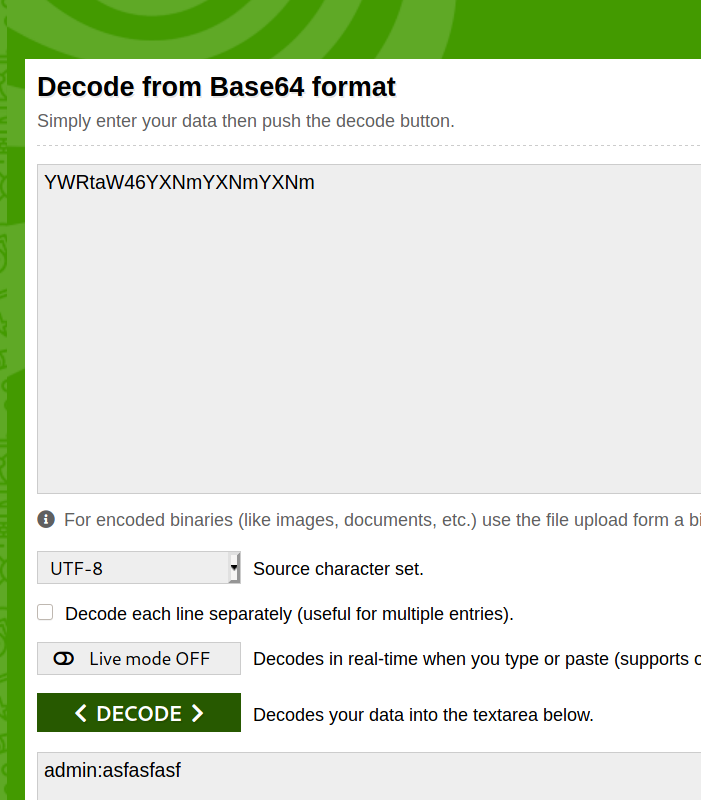 Decode from Base64 format
Simply enter your data then push the decode button.
YWRtaW46YXNmYXNmYXNm
For encoded binaries (like images, documents, etc.) use the file upload form a bi
UTF-8 Source character set.
Decode each line separately (useful for multiple entries).
Live mode OFF Decodes in real-time when you type or paste (supports o
< DECODE > Decodes your data into the textarea below.
admin:asfasfasf